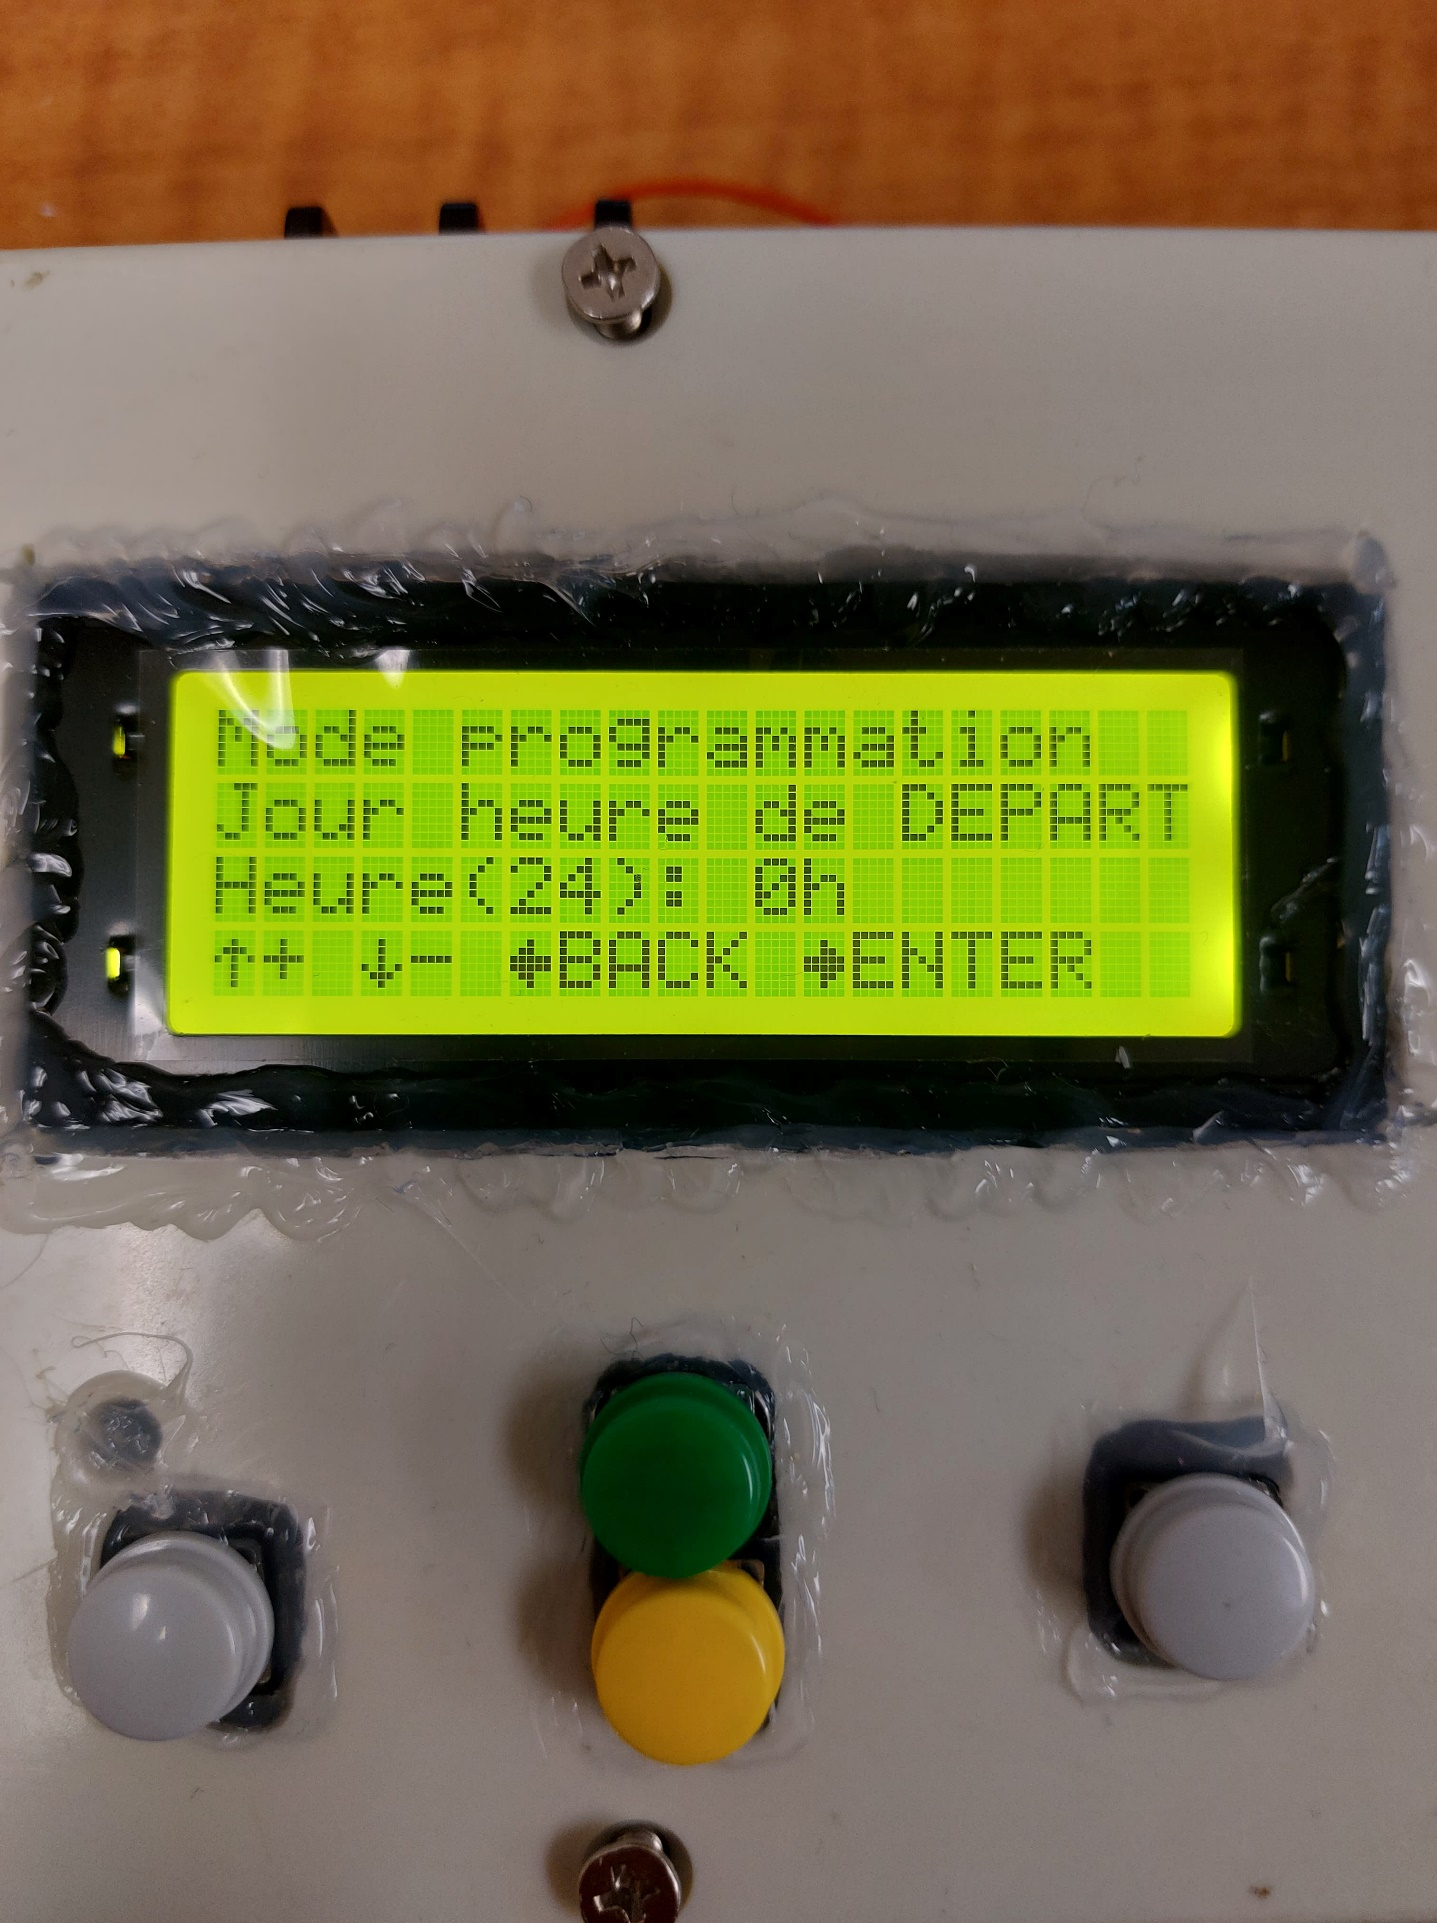 Mode programmation
Jour heure de DEPART
Heure(24): 0h
↑+ ↓- ←BACK →ENTER